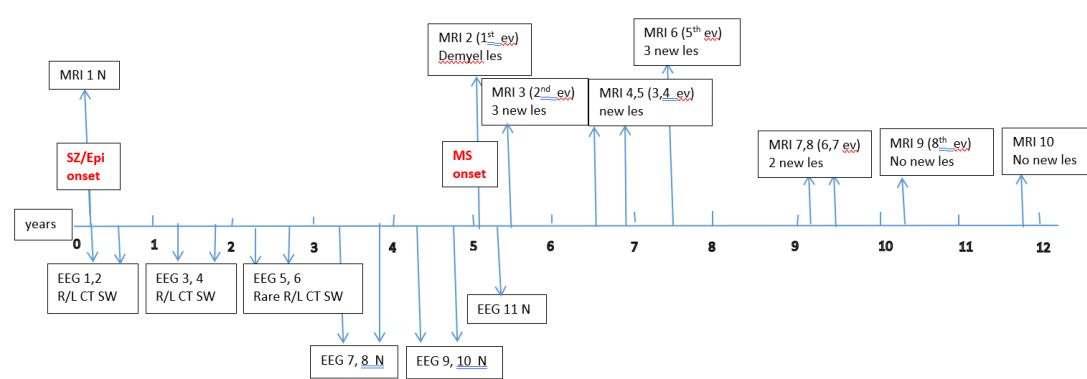 MRI 1 N
SZ/Epi
onset
MRI 2 (1st ev)
Demyel les
MRI 3 (2nd ev)
3 new les
MRI 4,5 (3,4 ev)
new les
MRI 6 (5th ev)
3 new les
MS
onset
MRI 7,8 (6,7 ev)
2 new les
MRI 9 (8th ev)
No new les
MRI 10
No new les
years
0 1 2 3 4 5 6 7 8 9 10 11 12
EEG 1,2
R/L CT SW
EEG 3, 4
R/L CT SW
EEG 5, 6
Rare R/L CT SW
EEG 11 N
EEG 7, 8 N
EEG 9, 10 N